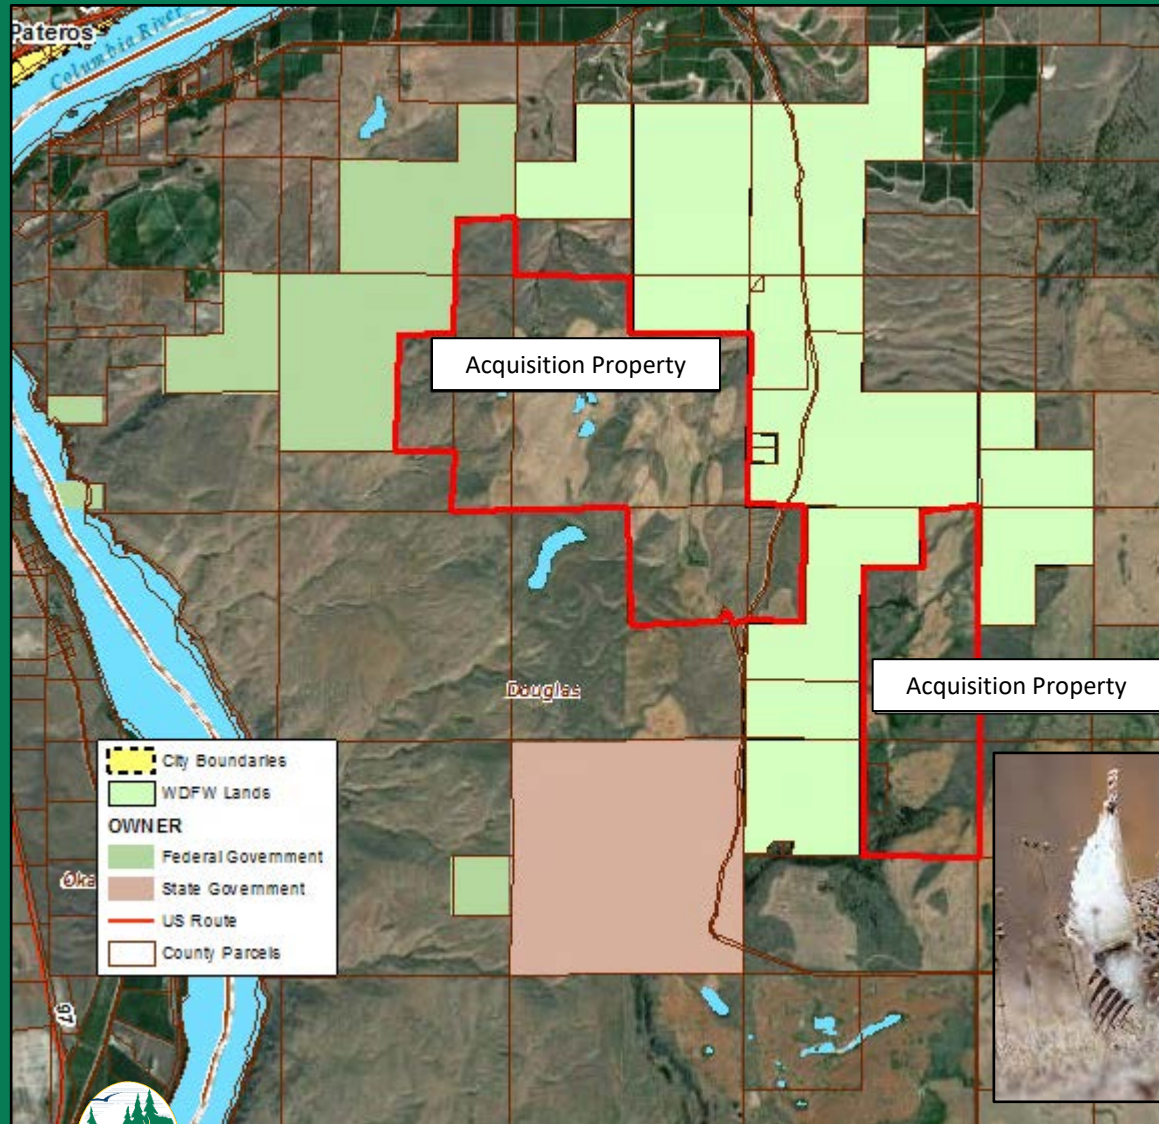 Pateros
Columbia River
Acquisition Property
Douglas
Acquisition Property
City Boundaries
WDFW Lands
OWNER
Federal Government
State Government
US Route
County Parcels
Oka
97